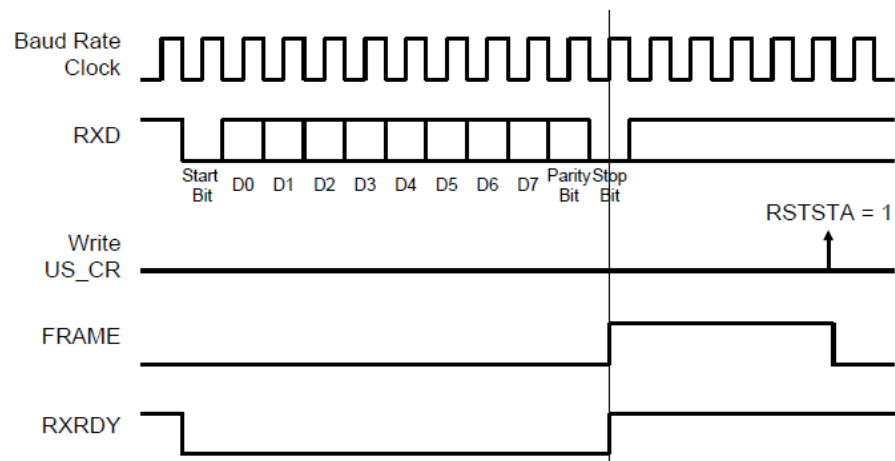 Baud Rate
Clock
RXD
Start
Bit
D0 D1 D2 D3 D4 D5 D6 D7
Parity
Bit
Stop
Bit
RSTSTA = 1
Write
US_CR
FRAME
RXRDY